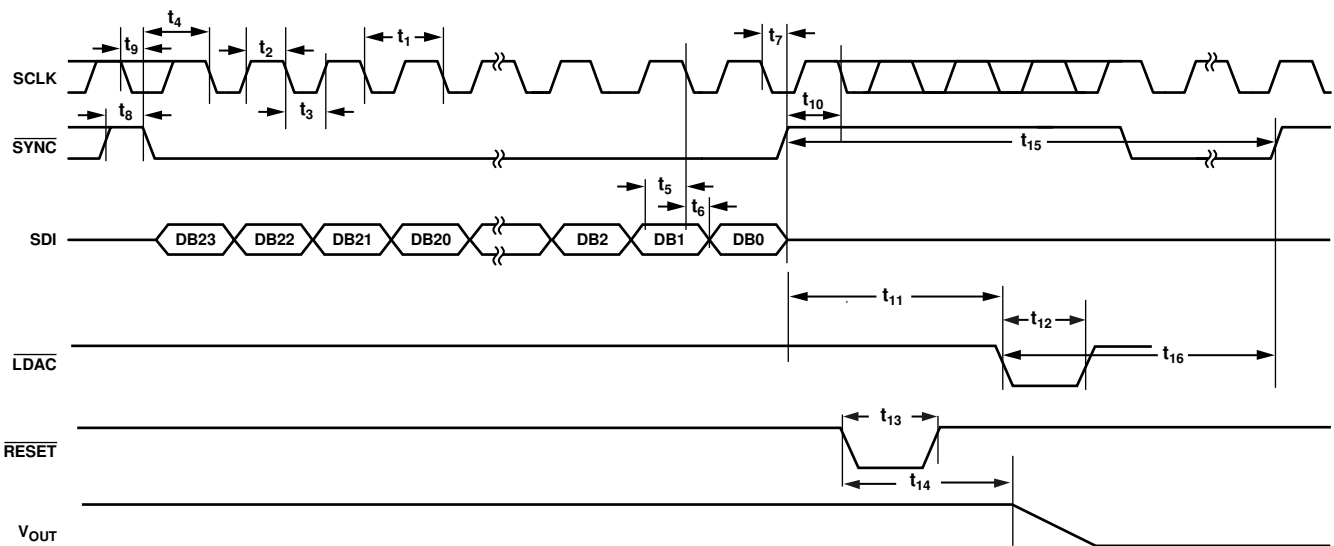 t4
t9 t2 t1 t7
SCLK
t8 t3 t10
SYNC
t15
t5
t6
SDI DB23 DB22 DB21 DB20 DB2 DB1 DB0
t11
t12
LDAC
t16
t13
RESET
t14
VOUT